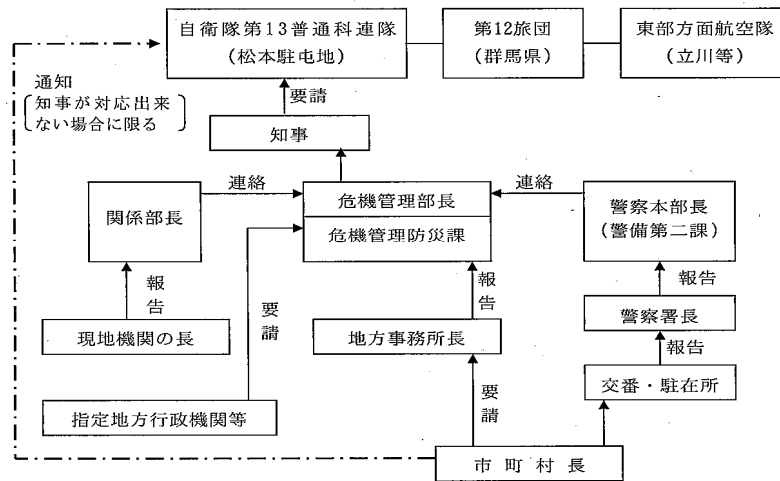 自衛隊第13普通科連隊
(松本駐屯地)
第12旅団
(群馬県)
東部方面航空隊
(立川等)
通知
知事が対応出来
ない場合に限る
要請
知事
連絡
連絡
関係部長
危機管理部長
危機管理防災課
警察本部長
(警備第二課)
報告
要請
報告
報告
現地機関の長
地方事務所長
警察署長
報告
要請
交番・駐在所
指定地方行政機関等
市町村長